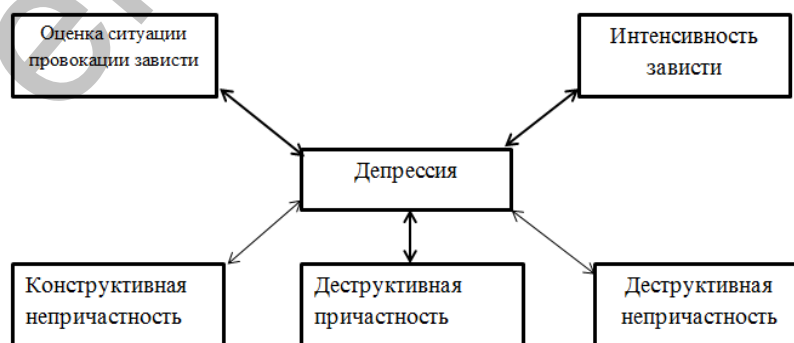 Оценка ситуации
провокации зависти
Интенсивность
зависти
Депрессия
Конструктивная
непричастность
Деструктивная
причастность
Деструктивная
непричастность